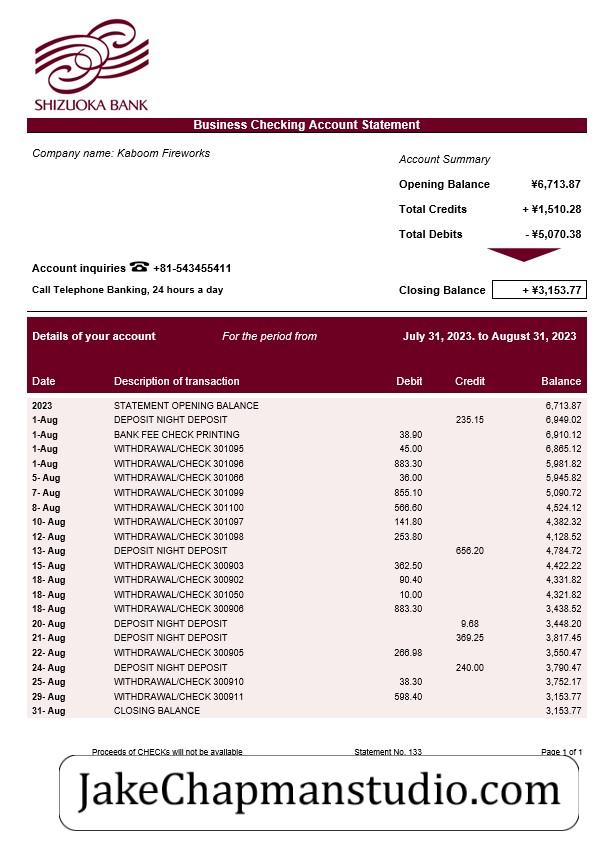 SHIZUOKA BANK
Business Checking Account Statement
Company name: Kaboom Fireworks
Account Summary
Opening Balance ¥6,713.87
Total Credits + ¥1,510.28
Total Debits - ¥5,070.38
Account inquiries ☎ +81-543455411
Call Telephone Banking, 24 hours a day
Closing Balance + ¥3,153.77
Details of your account For the period from July 31, 2023. to August 31, 2023
Date Description of transaction Debit Credit Balance
2023 STATEMENT OPENING BALANCE 6,713.87
1-Aug DEPOSIT NIGHT DEPOSIT 235.15 6,949.02
1-Aug BANK FEE CHECK PRINTING 38.90 6,910.12
1-Aug WITHDRAWAL/CHECK 301095 45.00 6,865.12
1-Aug WITHDRAWAL/CHECK 301096 883.30 5,981.82
5- Aug WITHDRAWAL/CHECK 301066 36.00 5,945.82
7- Aug WITHDRAWAL/CHECK 301099 855.10 5,090.72
8- Aug WITHDRAWAL/CHECK 301100 566.60 4,524.12
10- Aug WITHDRAWAL/CHECK 301097 141.80 4,382.32
12- Aug WITHDRAWAL/CHECK 301098 253.80 4,128.52
13- Aug DEPOSIT NIGHT DEPOSIT 656.20 4,784.72
15- Aug WITHDRAWAL/CHECK 300903 362.50 4,422.22
18- Aug WITHDRAWAL/CHECK 300902 90.40 4,331.82
18- Aug WITHDRAWAL/CHECK 301050 10.00 4,321.82
18- Aug WITHDRAWAL/CHECK 300906 883.30 3,438.52
20- Aug DEPOSIT NIGHT DEPOSIT 9.68 3,448.20
21- Aug DEPOSIT NIGHT DEPOSIT 369.25 3,817.45
22- Aug WITHDRAWAL/CHECK 300905 266.98 3,550.47
24- Aug DEPOSIT NIGHT DEPOSIT 240.00 3,790.47
25- Aug WITHDRAWAL/CHECK 300910 38.30 3,752.17
29- Aug WITHDRAWAL/CHECK 300911 598.40 3,153.77
31- Aug CLOSING BALANCE 3,153.77
Proceeds of CHECKs will not be available Statement No. 133 Page 1 of 1
JakeChapmanstudio.com